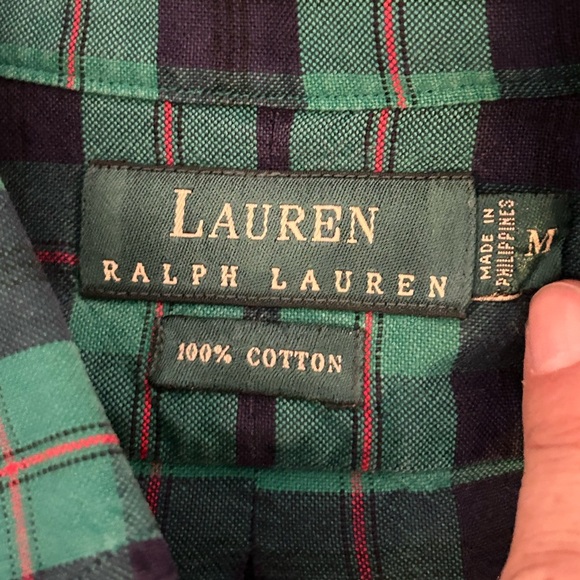 LAUREN
RALPH LAUREN
MADE IN
PHILIPPINES
M
100% COTTON